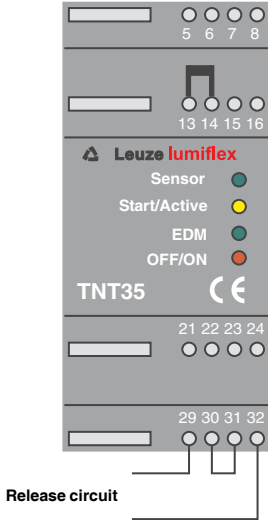 5 6 7 8
13 14 15 16
Leuze lumiflex
Sensor
Start/Active
EDM
OFF/ON
TNT35 CE
21 22 23 24
29 30 31 32
Release circuit